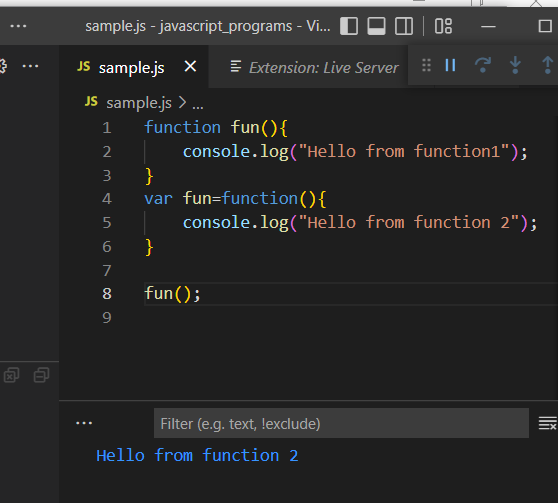 sample.js - javascript_programs - Vi...
JS sample.js
Extension: Live Server
JS sample.js > ...
1 function fun(){
2     console.log("Hello from function1");
3 }
4 var fun=function(){
5     console.log("Hello from function 2");
6 }
7
8 fun();
9
Filter (e.g. text, !exclude)
Hello from function 2